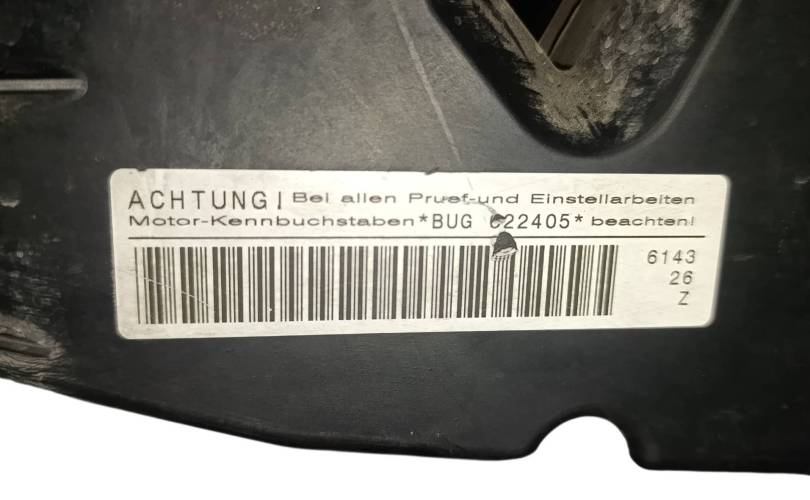 ACHTUNG! Bei allen Pruef-und Einstellarbeiten
Motor-Kennbuchstaben*BUG 022405* beachten!
6143
26
Z